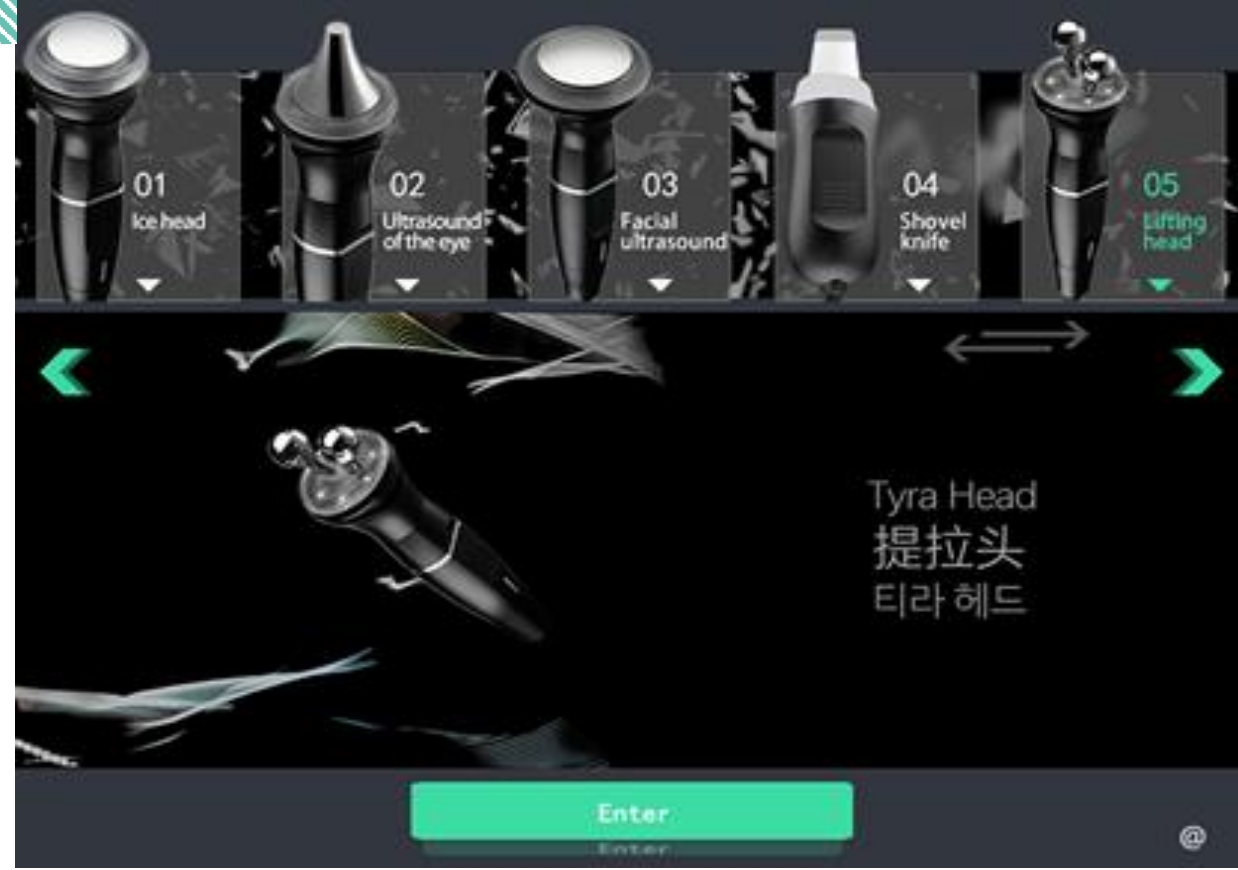 01
Ice head
02
Ultrasound
of the eye
03
Facial
ultrasound
04
Shovel
knife
05
Lifting
head
Tyra Head
提拉头
티라 헤드
Enter
Enter
@